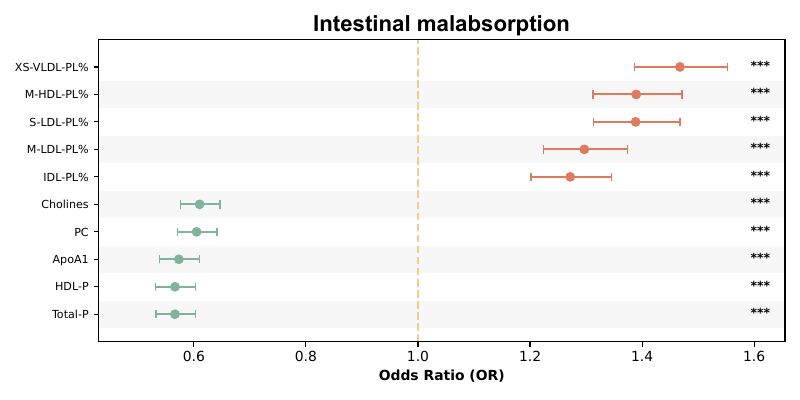 Intestinal malabsorption
XS-VLDL-PL% ***
M-HDL-PL% ***
S-LDL-PL% ***
M-LDL-PL% ***
IDL-PL% ***
Cholines ***
PC ***
ApoA1 ***
HDL-P ***
Total-P ***
0.6 0.8 1.0 1.2 1.4 1.6
Odds Ratio (OR)